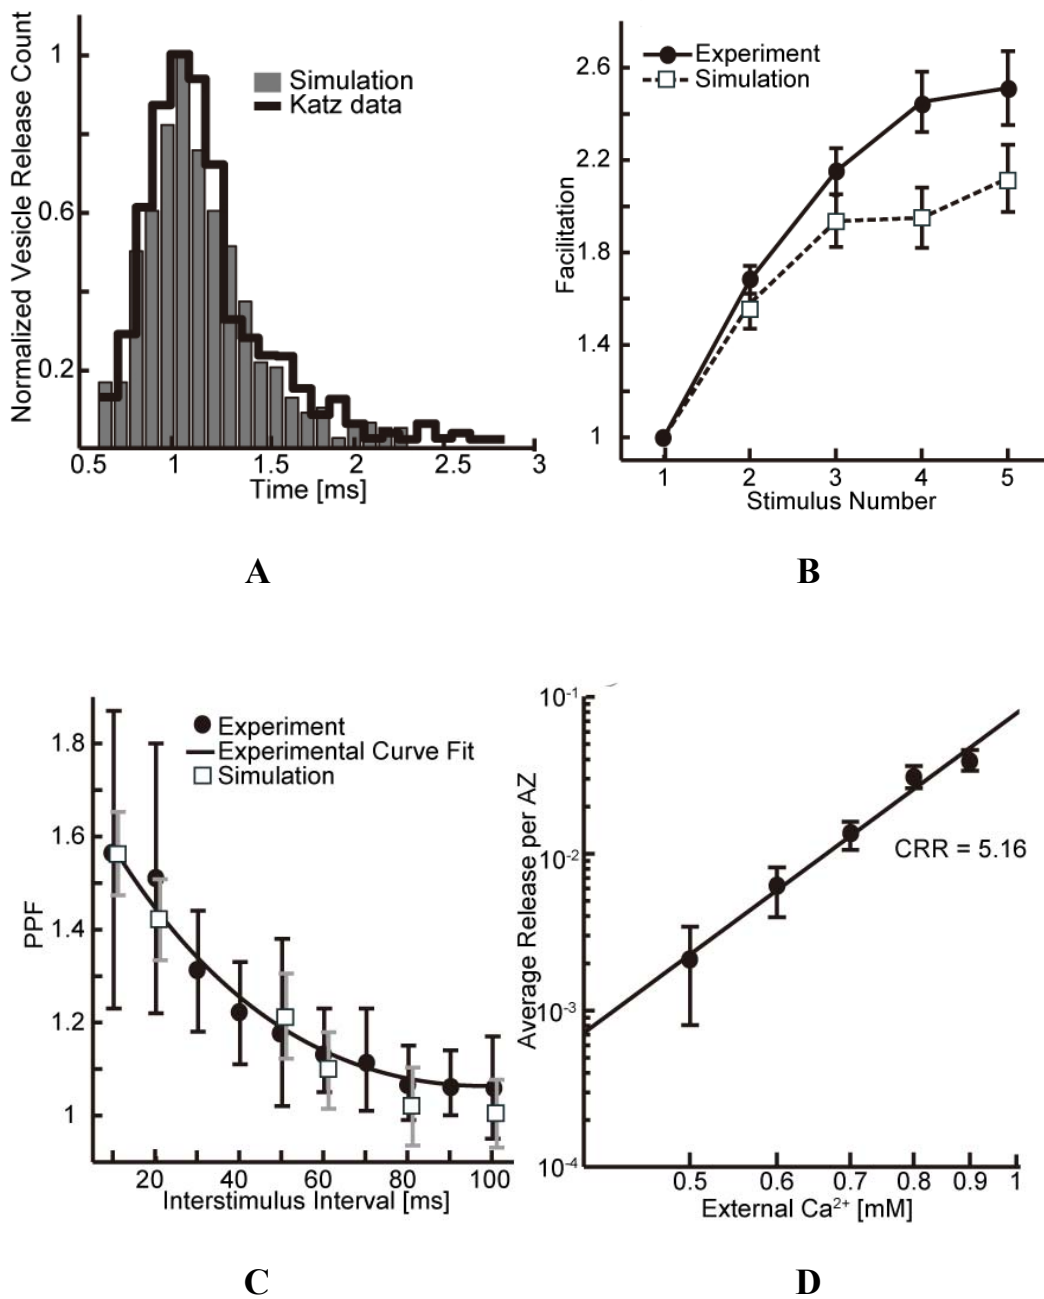 Normalized Vesicle Release Count
1
0.6
0.2
Simulation
Katz data
0.5
1
1.5
2
2.5
3
Time [ms]
A
Facilitation
2.6
2.2
1.8
1.4
1
Experiment
Simulation
1
2
3
4
5
Stimulus Number
B
PPF
1.8
1.6
1.4
1.2
1
Experiment
Experimental Curve Fit
Simulation
20
40
60
80
100
Interstimulus Interval [ms]
C
Average Release per AZ
10-1
10-2
10-3
10-4
CRR = 5.16
0.5
0.6
0.7
0.8
0.9
1
External Ca2+ [mM]
D